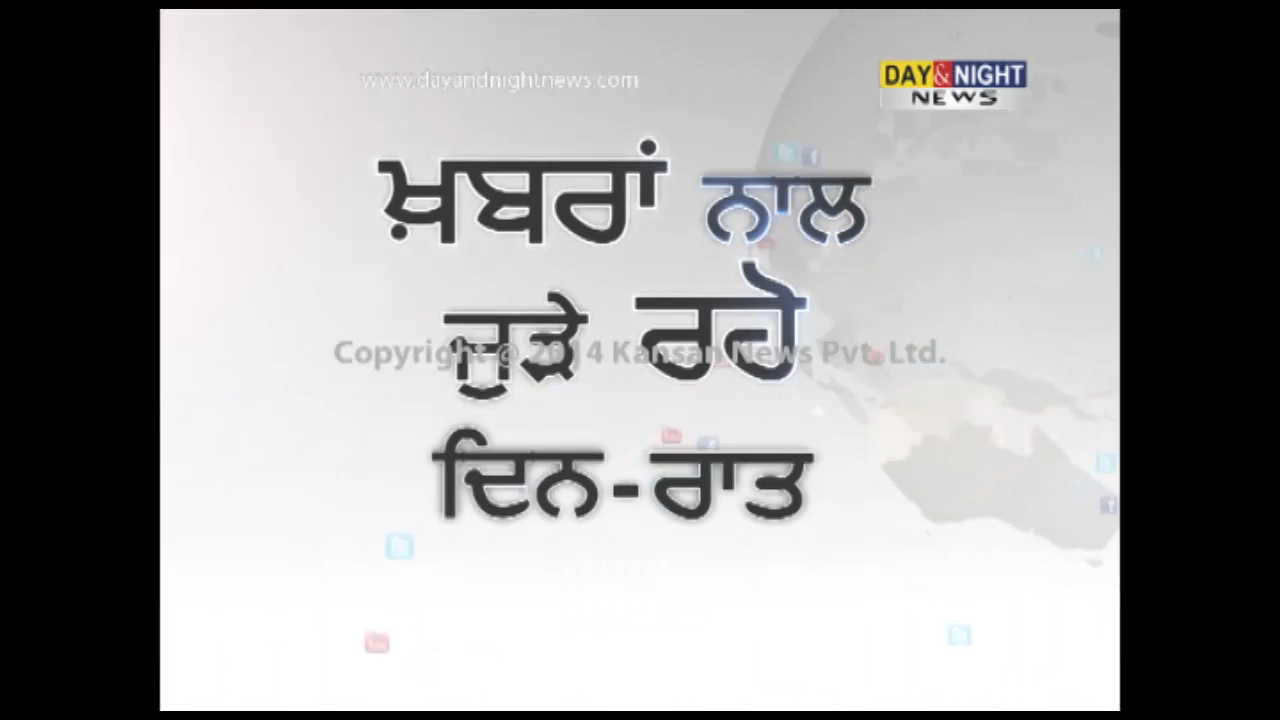 www.dayandnightnews.com
DAY & NIGHT
NEWS
ਖ਼ਬਰਾਂ ਨਾਲ
ਜੁੜੇ ਰਹੋ
Copyright @ 2014 Kansan News Pvt. Ltd.
ਦਿਨ-ਰਾਤ